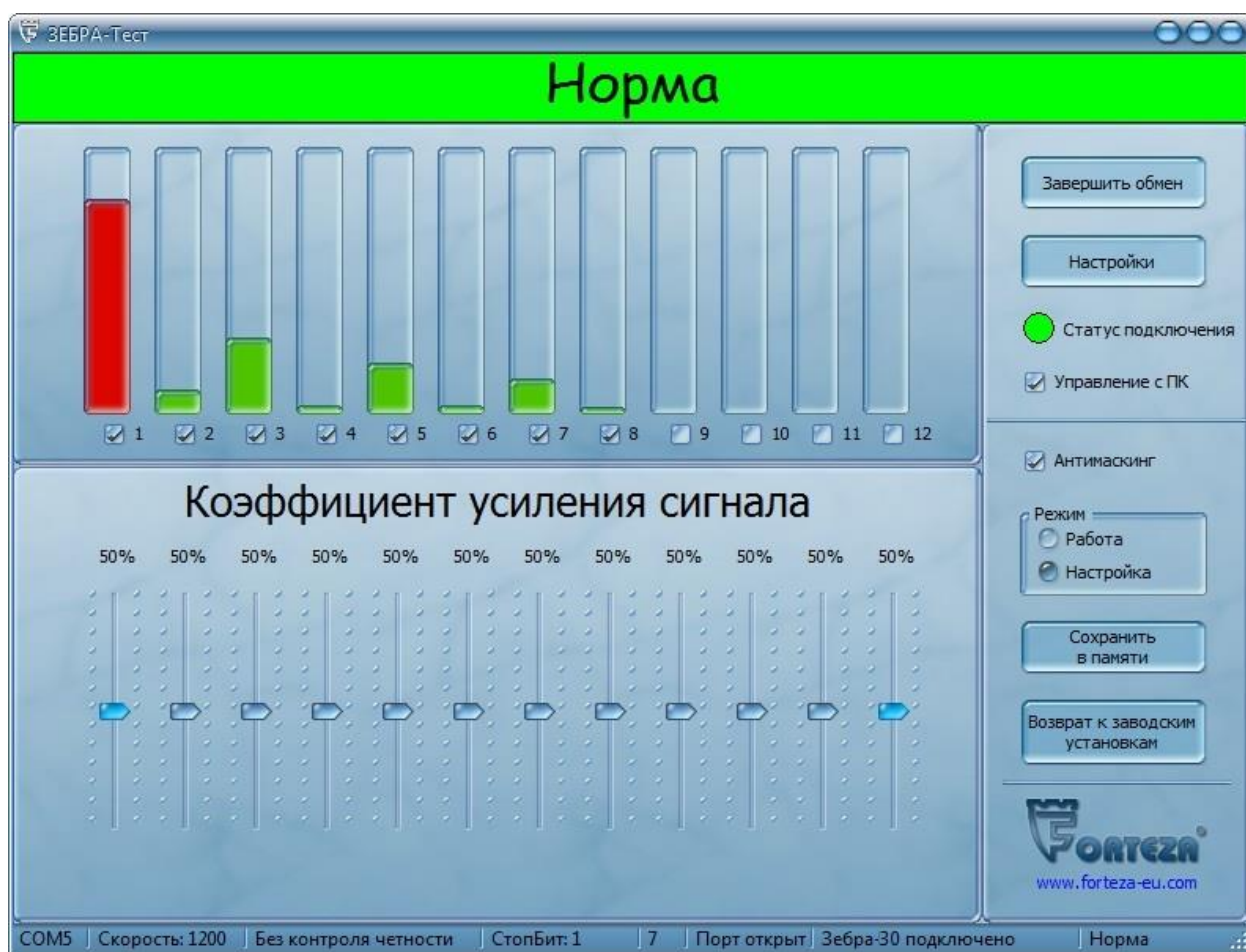 ЗЕБРА-Тест
Норма
1 2 3 4 5 6 7 8 9 10 11 12
Завершить обмен
Настройки
Статус подключения
Управление с ПК
Антимаскинг
Режим
Работа
Настройка
Сохранить
в памяти
Возврат к заводским
установкам
Коэффициент усиления сигнала
50% 50% 50% 50% 50% 50% 50% 50% 50% 50% 50% 50%
FORTEZA®
www.forteza-eu.com
COM5 Скорость: 1200 Без контроля четности СтопБит: 1 7 Порт открыт Зебра-30 подключено Норма